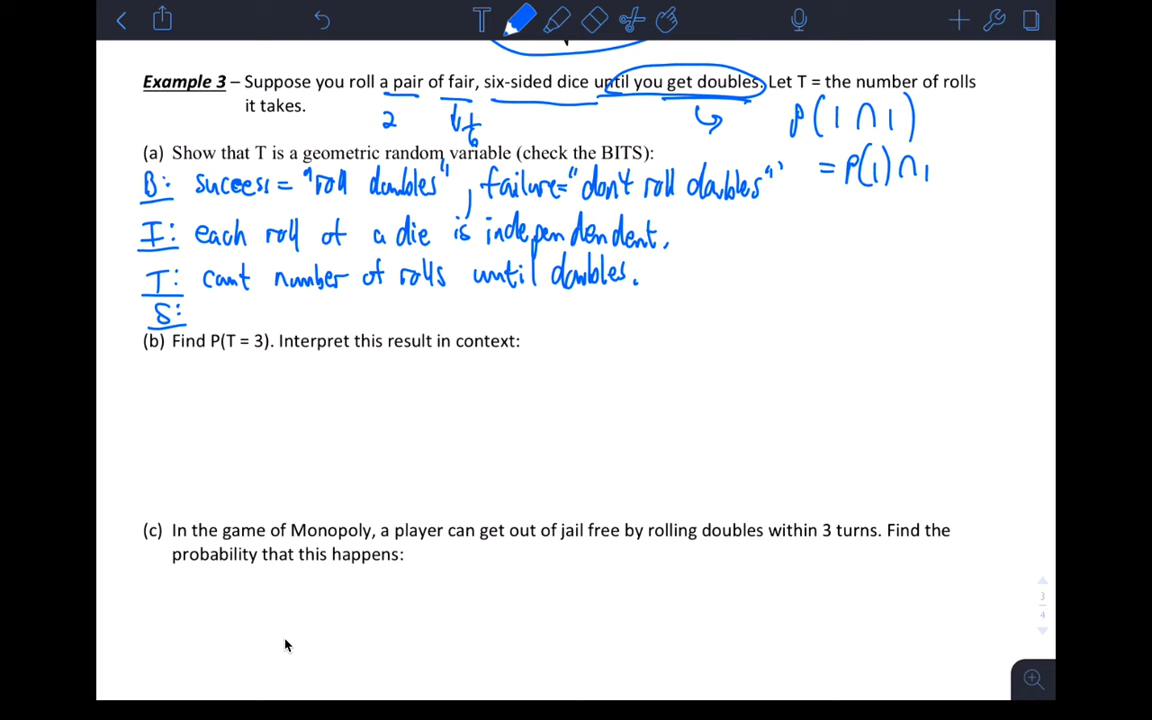 Example 3 – Suppose you roll a pair of fair, six-sided dice until you get doubles. Let T = the number of rolls
it takes.
2
P(1 ∩ 1)
(a) Show that T is a geometric random variable (check the BITS):
B: success = "roll doubles", failure = "don't roll doubles"
= P(1) ∩ 1
I: each roll of a die is independendent.
T: count number of rolls until doubles.
S:
(b) Find P(T = 3). Interpret this result in context:
(c) In the game of Monopoly, a player can get out of jail free by rolling doubles within 3 turns. Find the
probability that this happens:
3
4